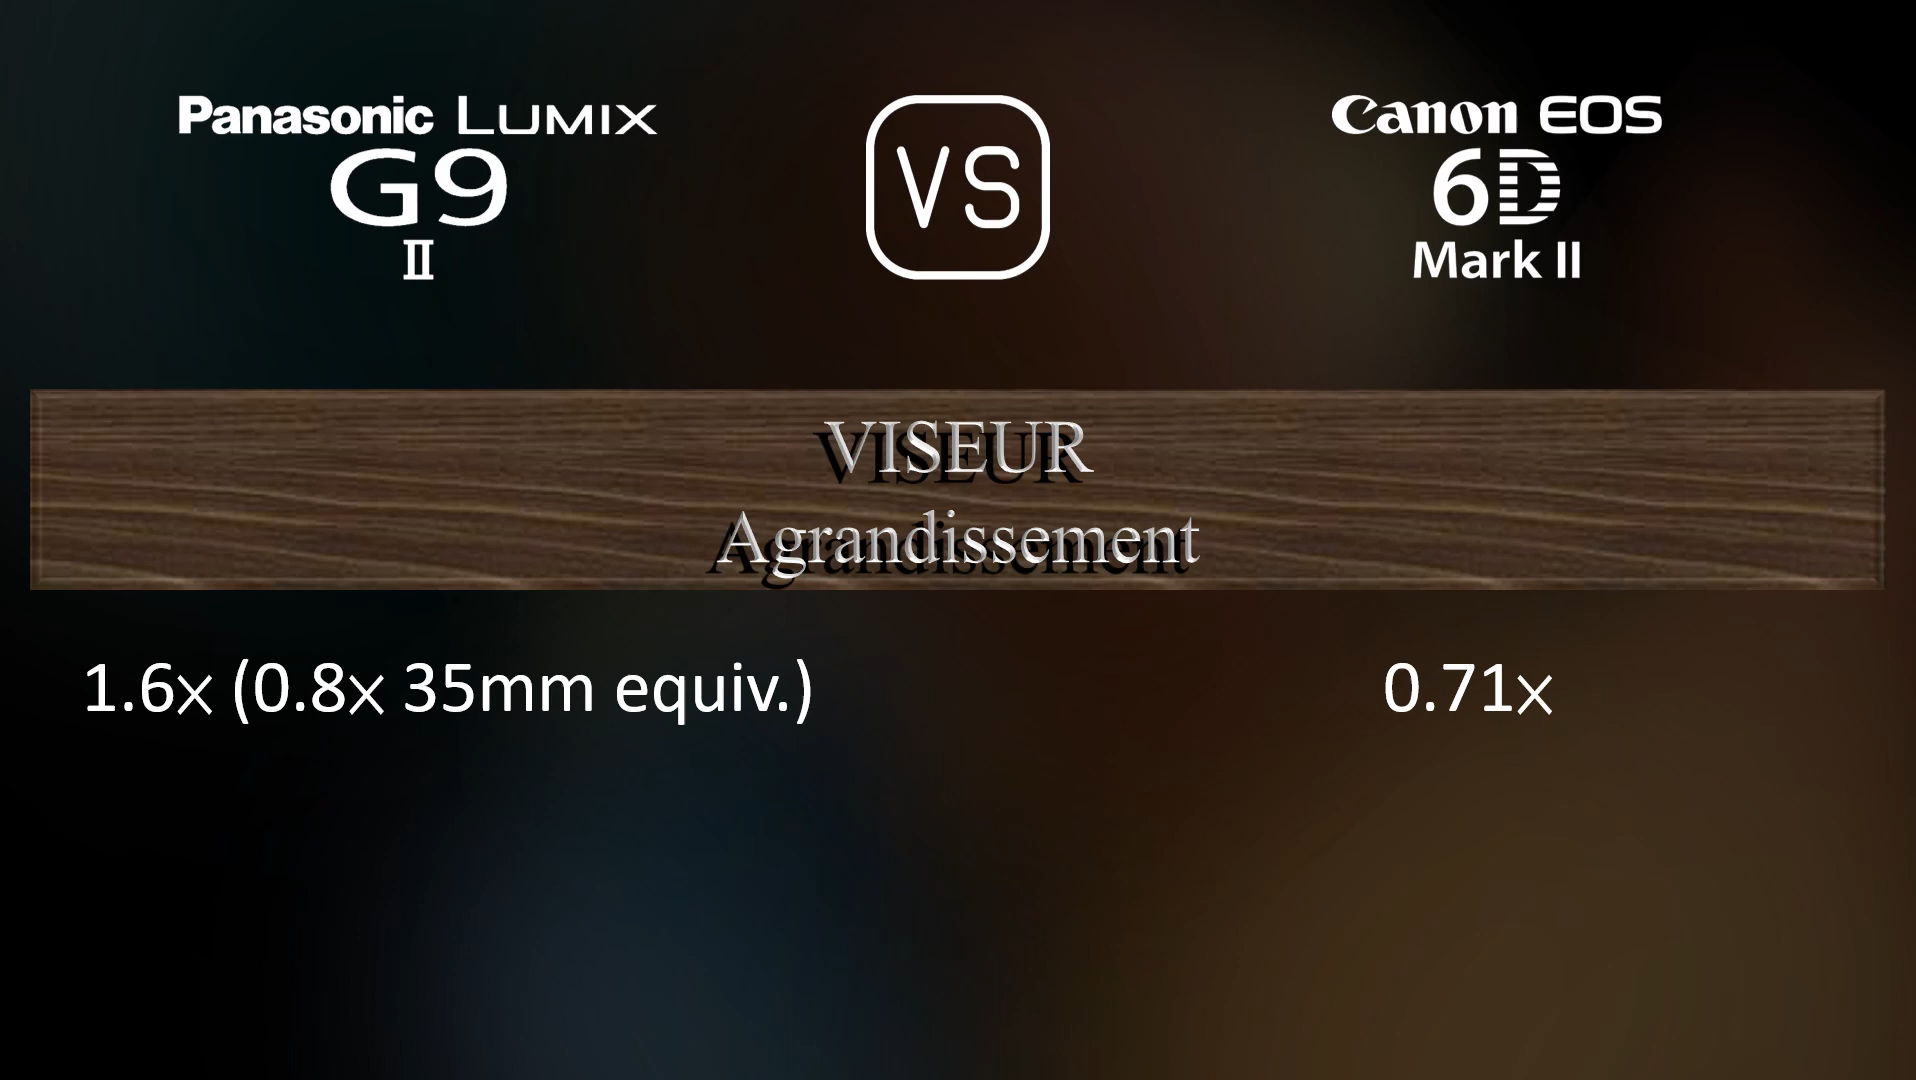 Panasonic LUMIX
G9
II
VS
Canon EOS
6D
Mark II
VISEUR
Agrandissement
1.6x (0.8x 35mm equiv.)
0.71x